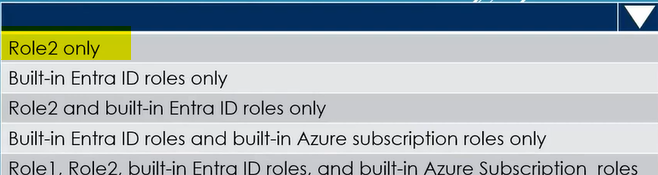 Role2 only
Built-in Entra ID roles only
Role2 and built-in Entra ID roles only
Built-in Entra ID roles and built-in Azure subscription roles only
Role1, Role2, built-in Entra ID roles, and built-in Azure Subscription roles